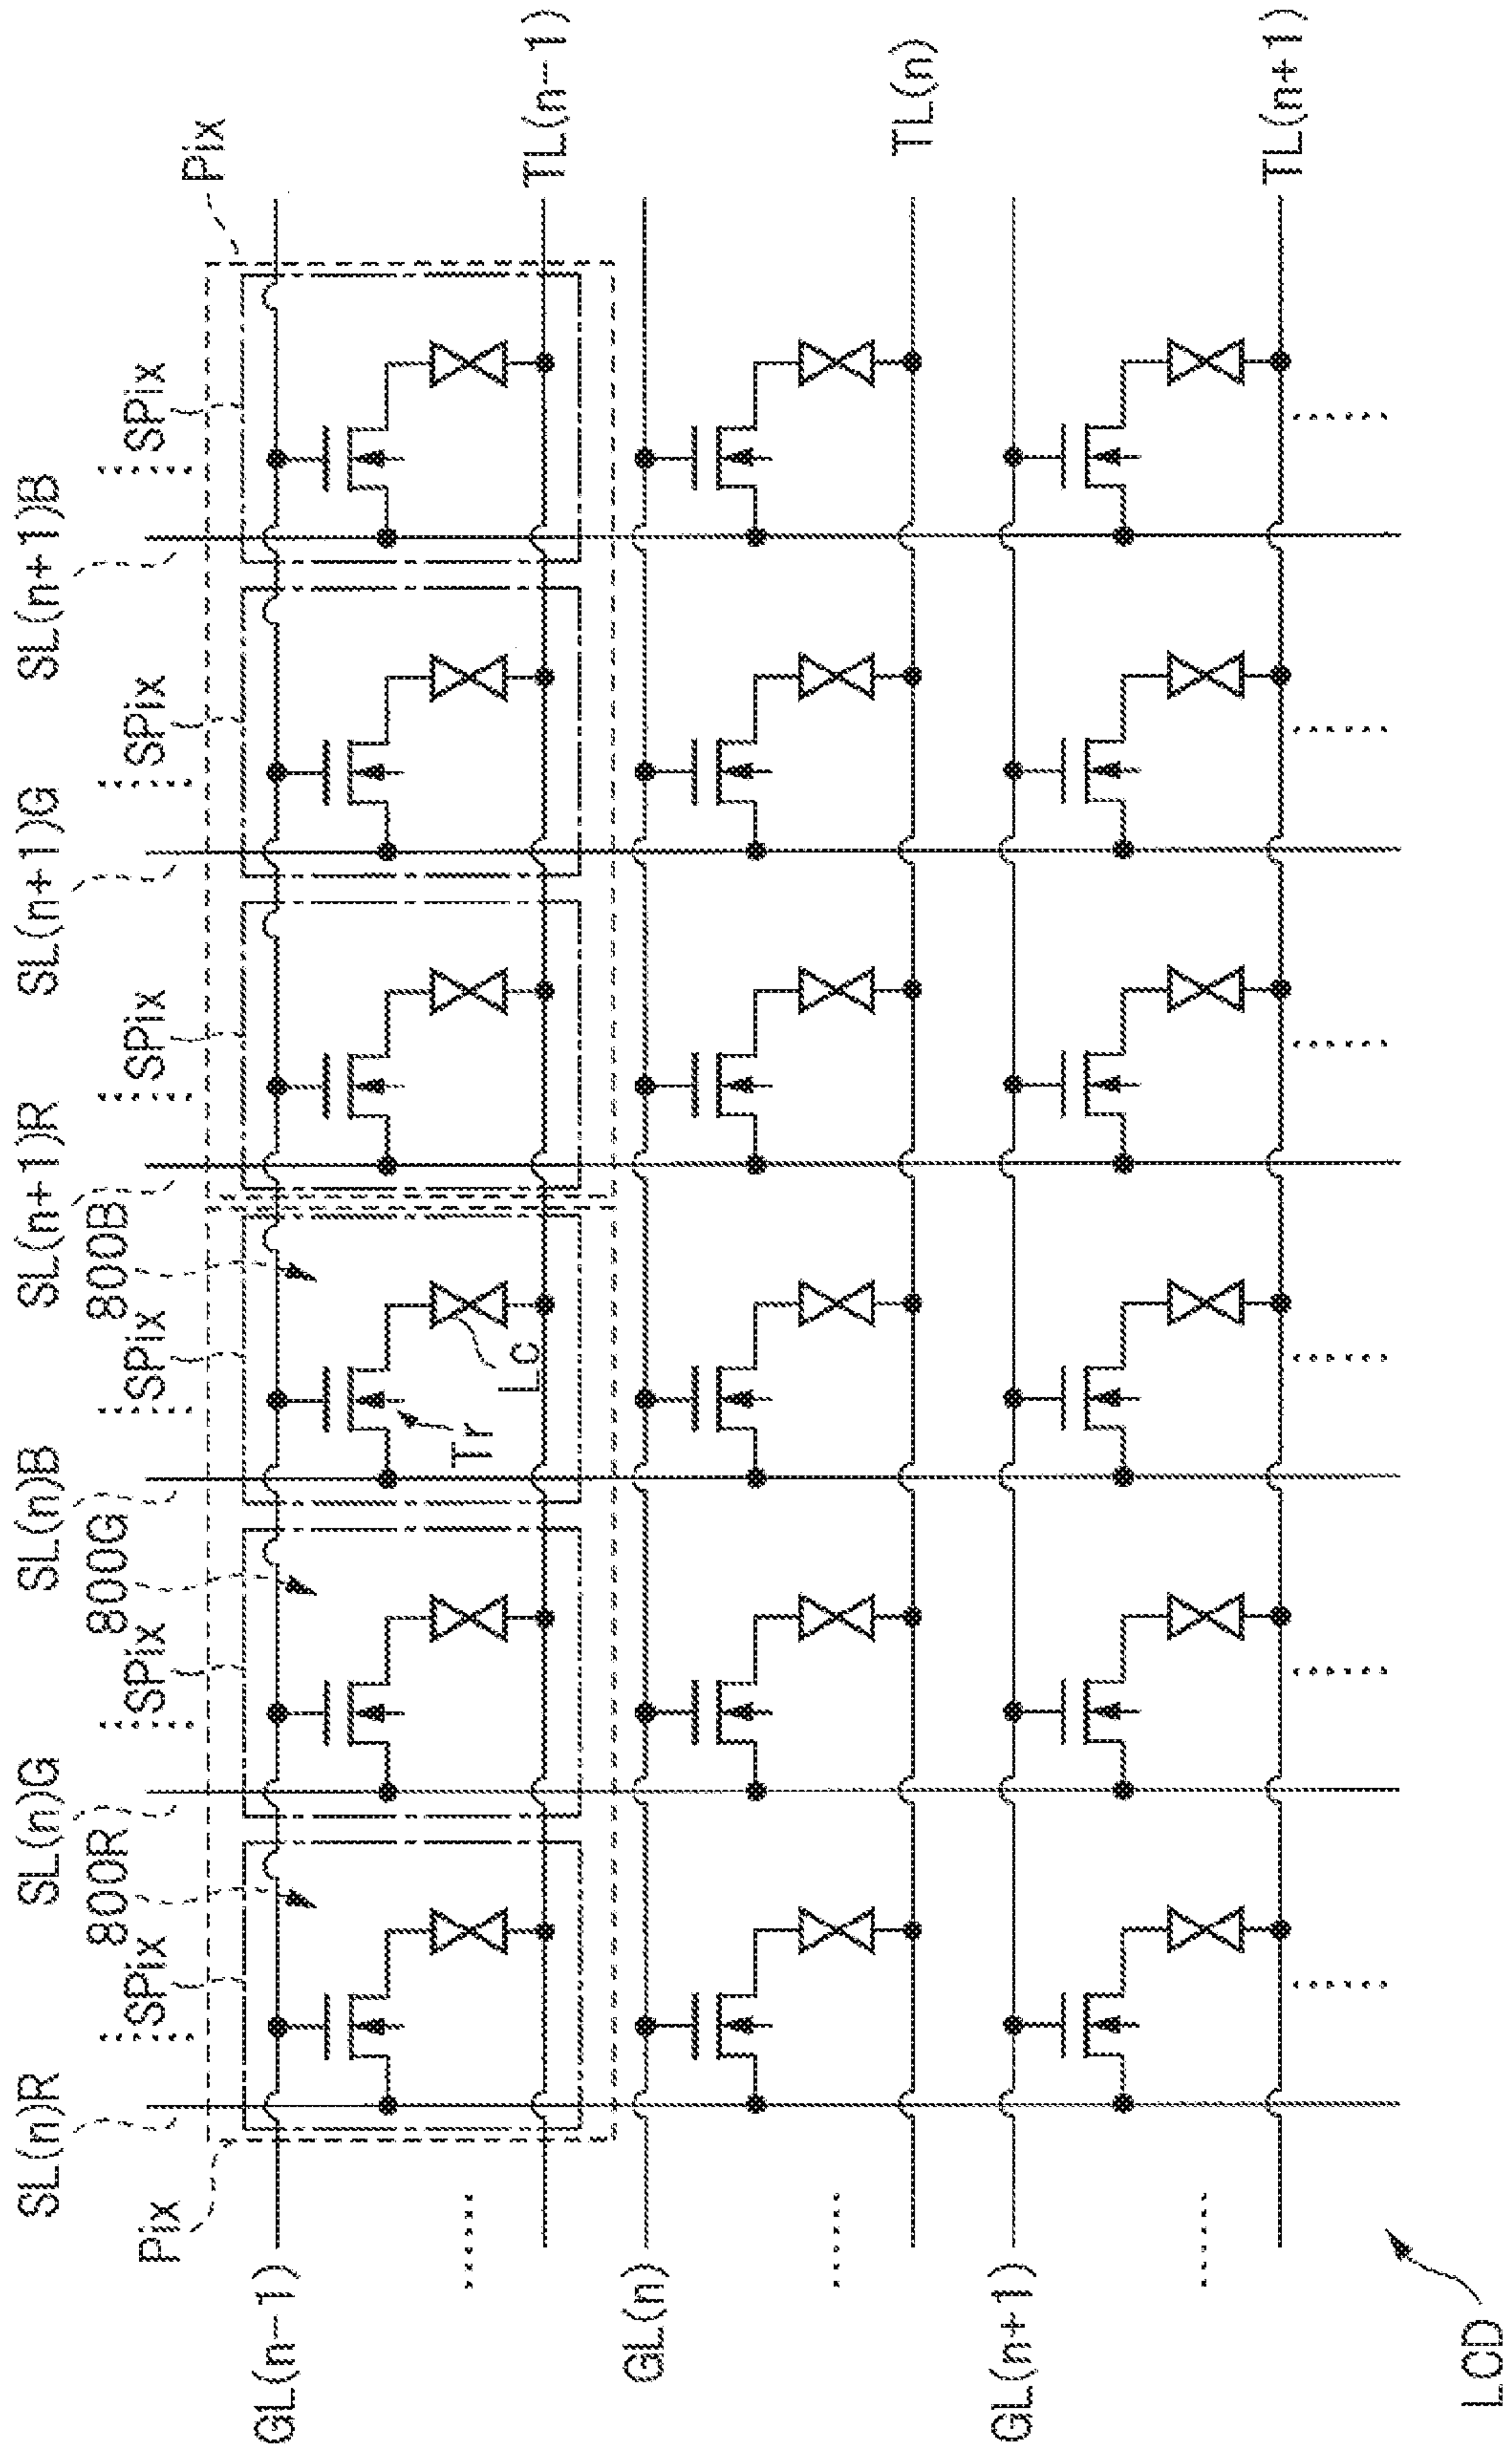 SL(n)R
SL(n)G
SL(n)B
SL(n+1)R
SL(n+1)G
SL(n+1)B
800R
800G
800B
SPix
SPix
SPix
SPix
SPix
SPix
Pix
Pix
GL(n-1)
Tr
LC
TL(n-1)
GL(n)
TL(n)
GL(n+1)
TL(n+1)
LCD